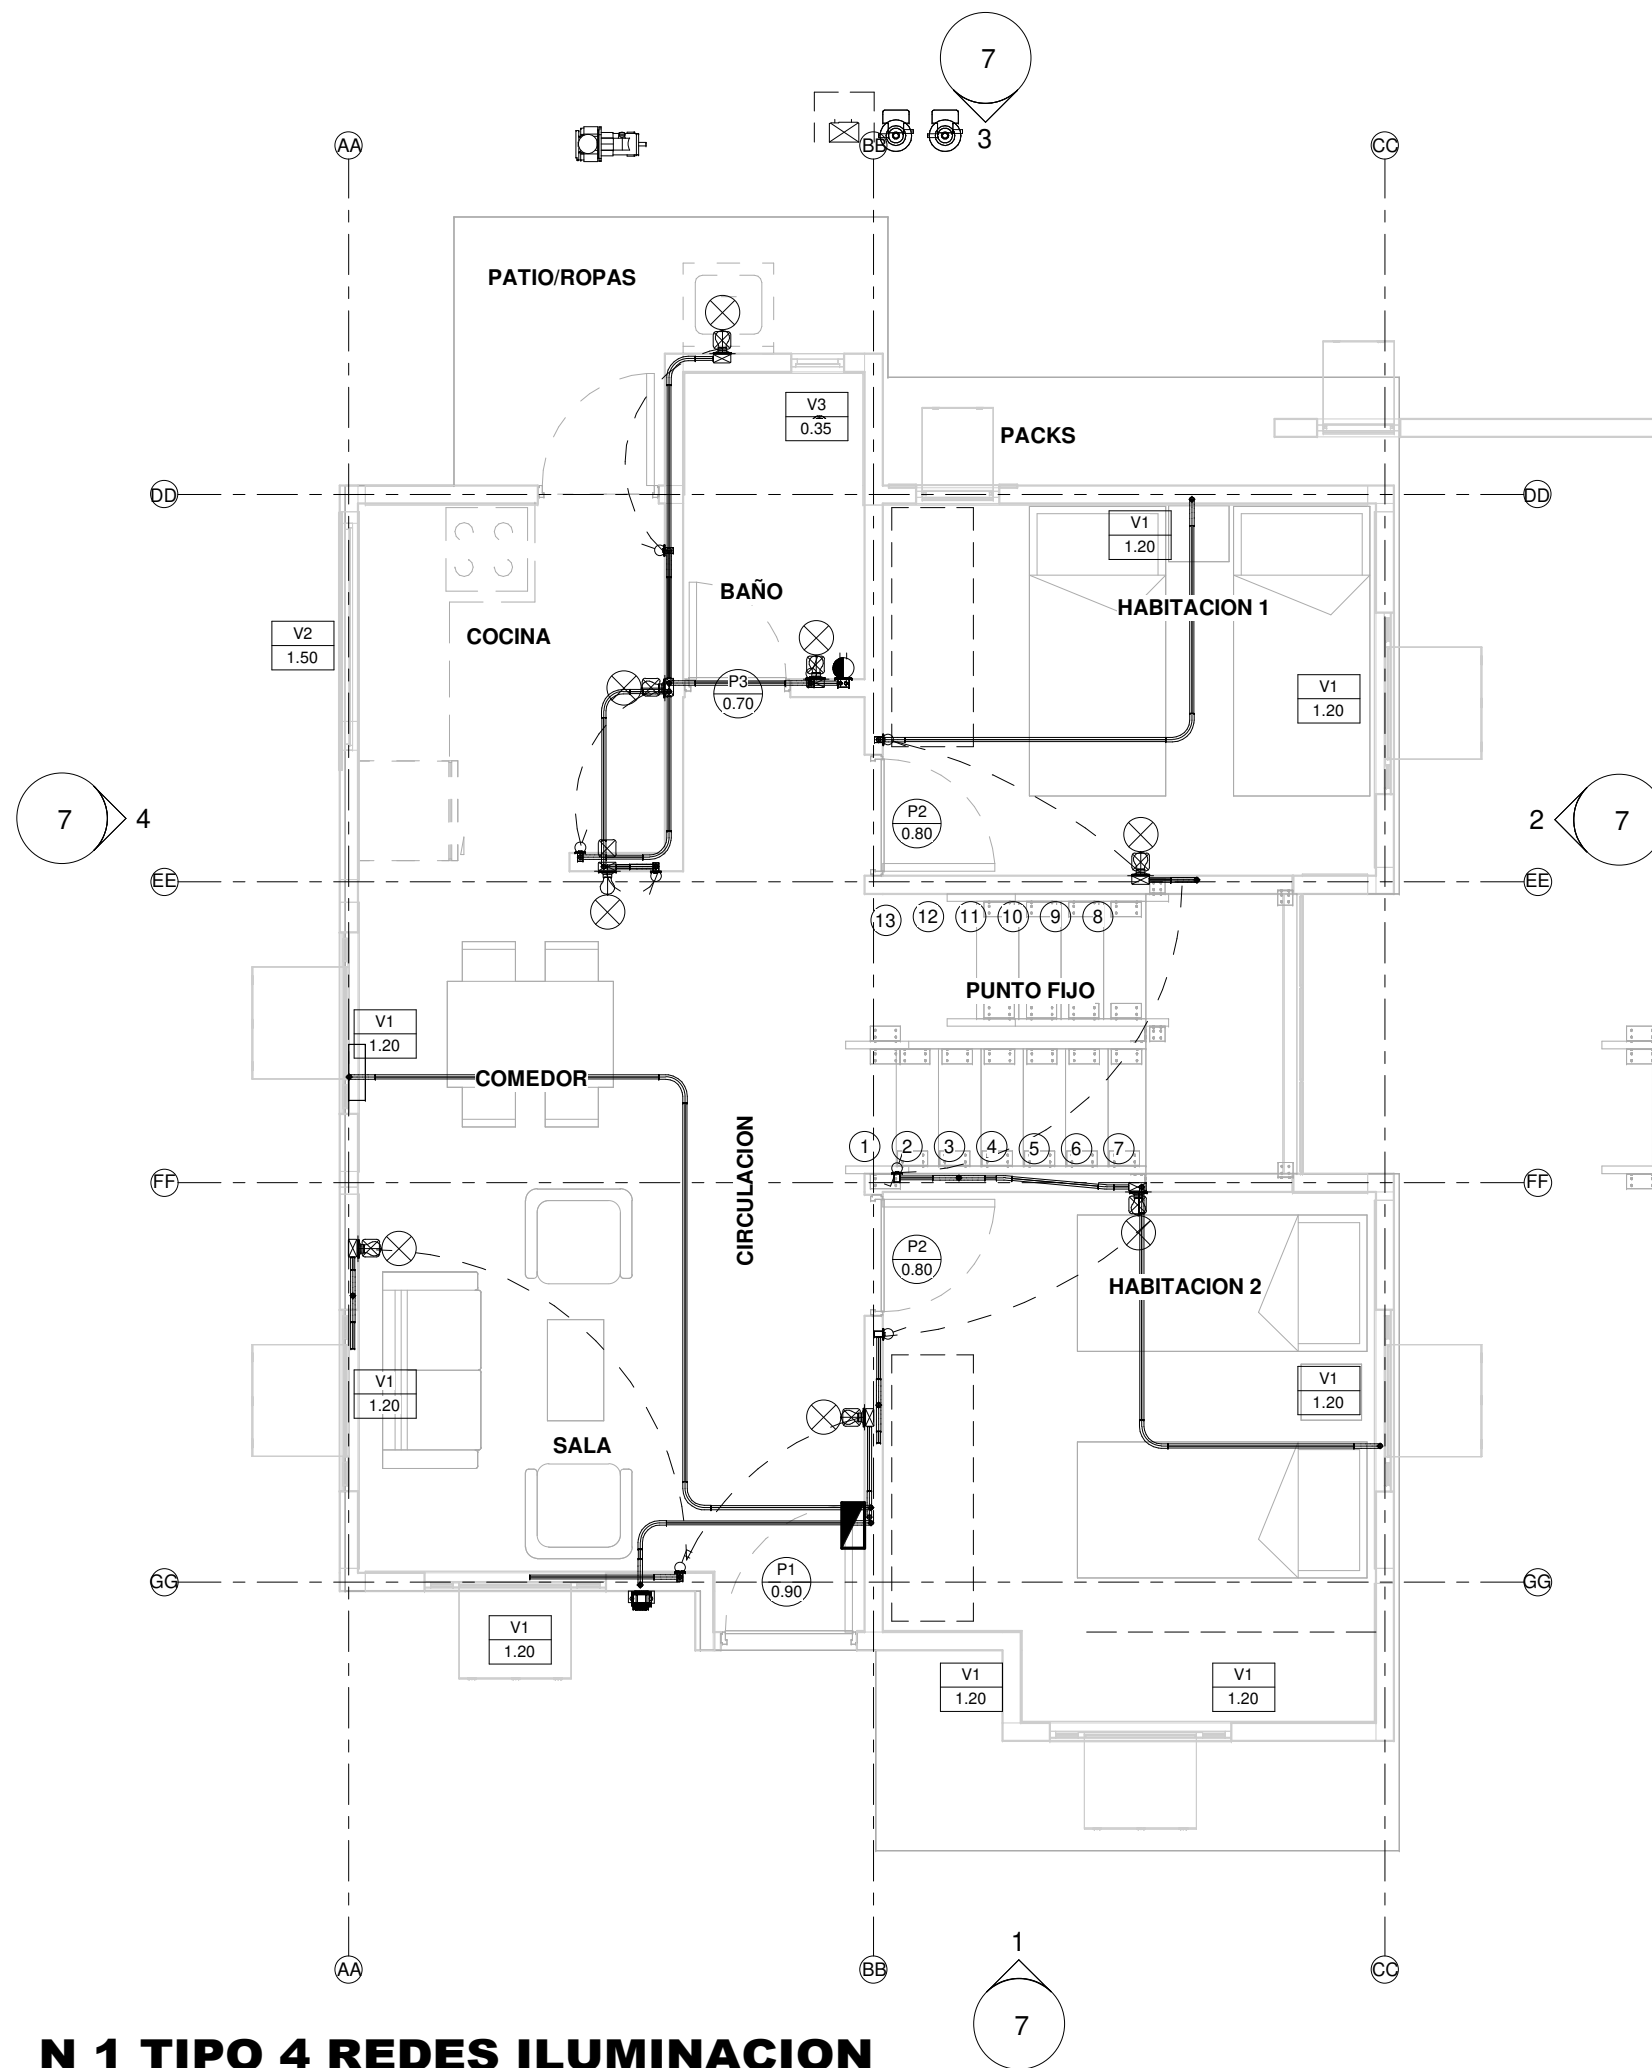 7
3
AA
BB
CC
PATIO/ROPAS
V3
0.35
PACKS
DD
DD
V1
1.20
BAÑO
HABITACION 1
COCINA
V2
1.50
P3
0.70
V1
1.20
7
4
P2
0.80
2
7
EE
EE
13
12
11
10
9
8
PUNTO FIJO
V1
1.20
COMEDOR
CIRCULACION
1
2
3
4
5
6
7
FF
FF
P2
0.80
HABITACION 2
V1
1.20
V1
1.20
SALA
GG
P1
0.90
GG
V1
1.20
V1
1.20
V1
1.20
1
AA
BB
CC
7
N 1 TIPO 4 REDES ILUMINACION